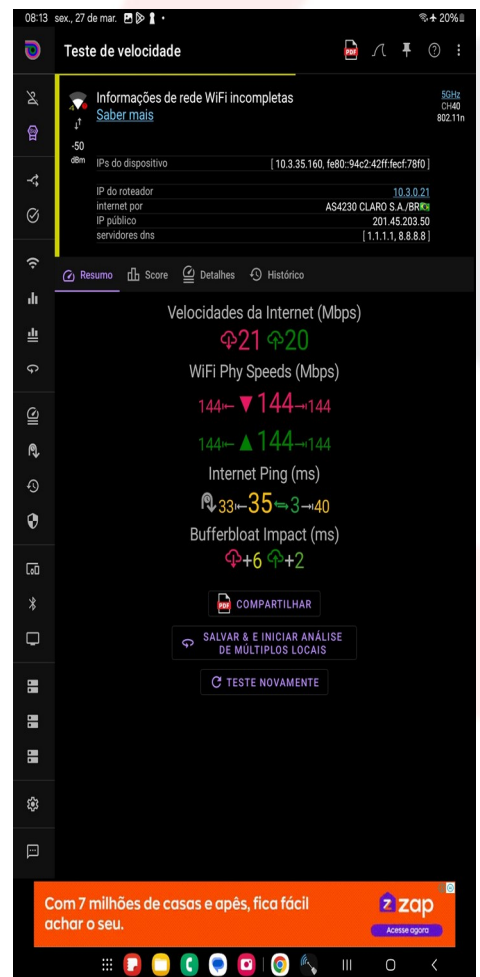 08:13 sex., 27 de mar.
20%
Teste de velocidade
PDF
Informações de rede WiFi incompletas
Saber mais
5GHz
CH40
802.11n
4
-50
dBm
IPs do dispositivo [ 10.3.35.160, fe80::94c2:42ff:fecf:78f0 ]
IP do roteador 10.3.0.21
internet por AS4230 CLARO S.A./BR
IP público 201.45.203.50
servidores dns [ 1.1.1.1, 8.8.8.8 ]
Resumo Score Detalhes Histórico
Velocidades da Internet (Mbps)
21 20
WiFi Phy Speeds (Mbps)
144 144 144
144 144 144
Internet Ping (ms)
33 35 3 40
Bufferbloat Impact (ms)
+6 +2
PDF COMPARTILHAR
SALVAR & E INICIAR ANÁLISE
DE MÚLTIPLOS LOCAIS
TESTE NOVAMENTE
Com 7 milhões de casas e apês, fica fácil
achar o seu.
z zap
Acesse agora